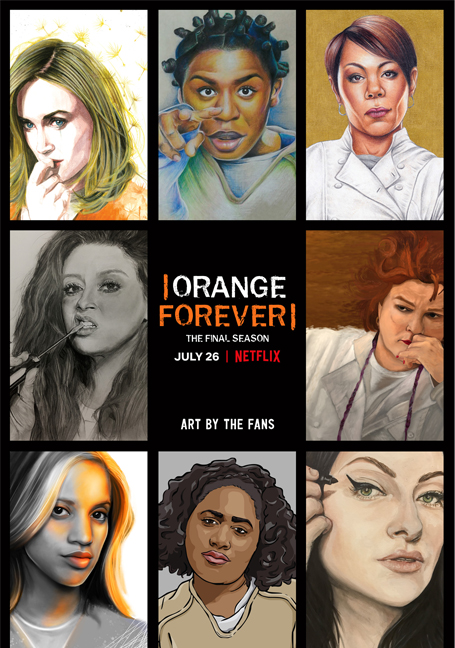 ORANGE
FOREVER
THE FINAL SEASON
JULY 26 | NETFLIX
ART BY THE FANS